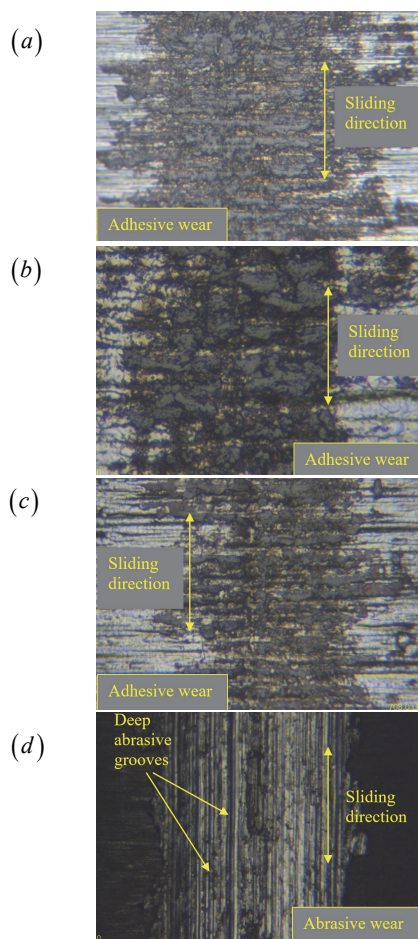 (a)
Sliding
direction
Adhesive wear
(b)
Sliding
direction
Adhesive wear
(c)
Sliding
direction
Adhesive wear
(d)
Deep
abrasive
grooves
Sliding
direction
Abrasive wear
0